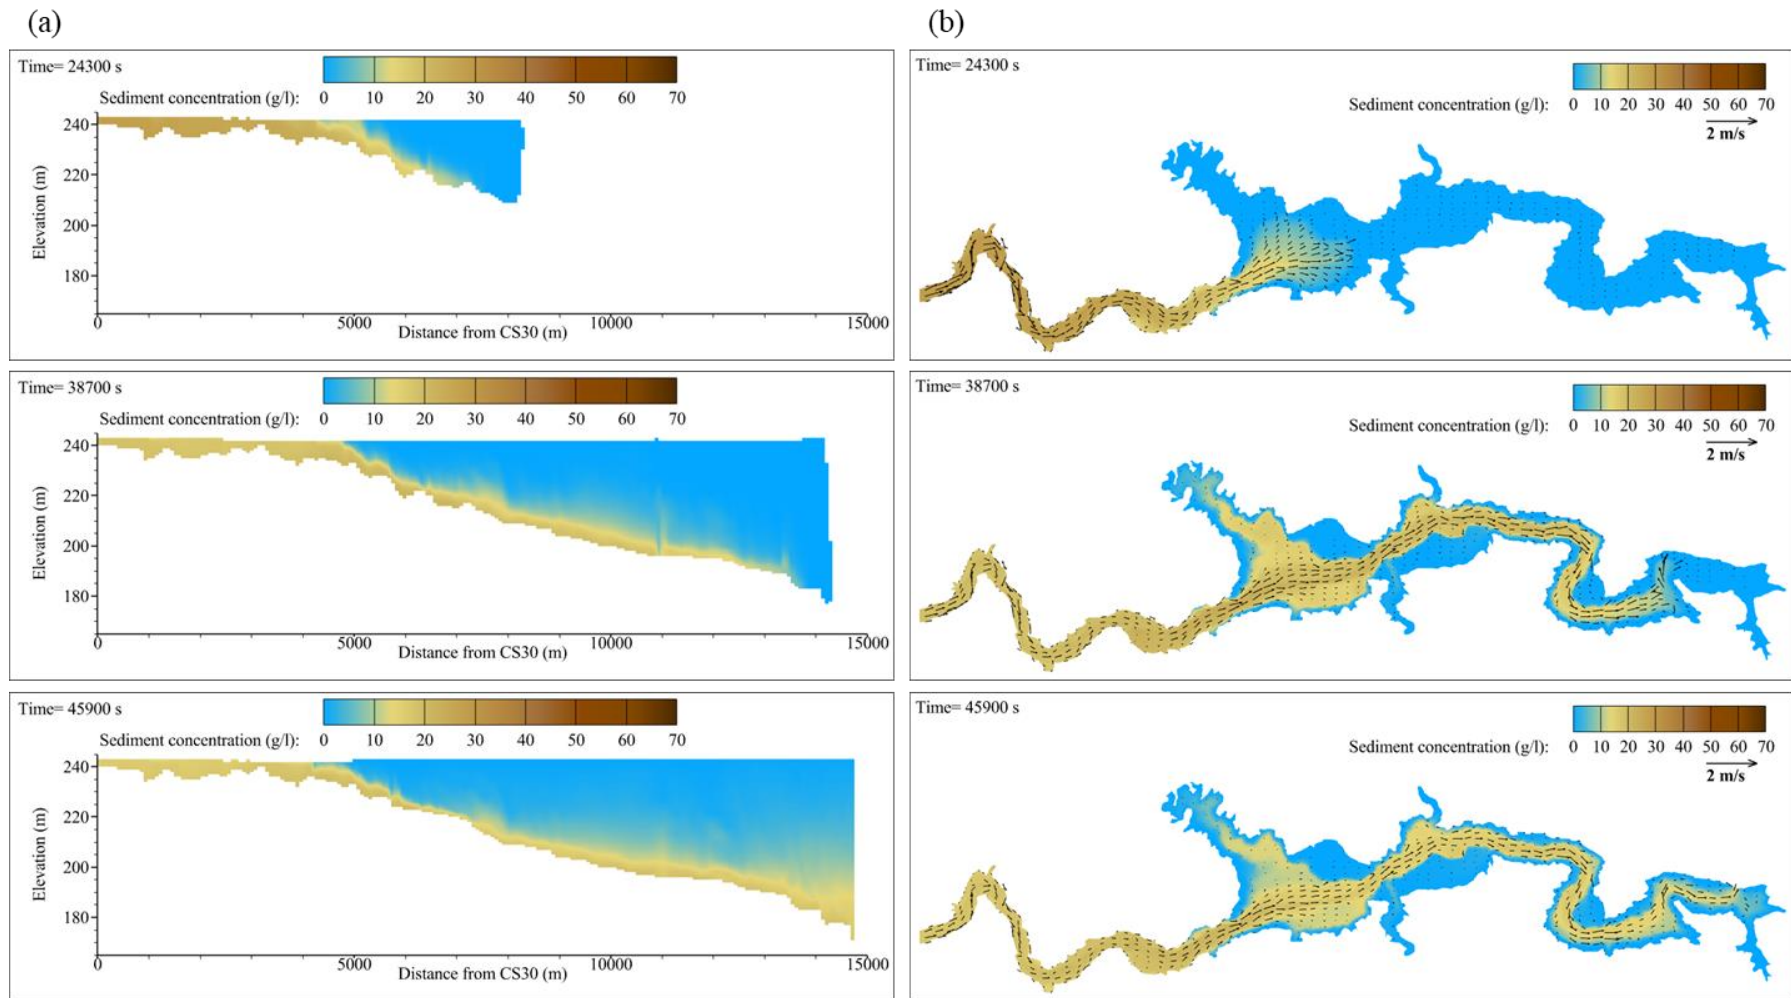 (a)
Time= 24300 s
Sediment concentration (g/l): 0 10 20 30 40 50 60 70
Elevation (m)
240
220
200
180
0 5000 10000 15000
Distance from CS30 (m)
Time= 38700 s
Sediment concentration (g/l): 0 10 20 30 40 50 60 70
Elevation (m)
240
220
200
180
0 5000 10000 15000
Distance from CS30 (m)
Time= 45900 s
Sediment concentration (g/l): 0 10 20 30 40 50 60 70
Elevation (m)
240
220
200
180
0 5000 10000 15000
Distance from CS30 (m)
(b)
Time= 24300 s
Sediment concentration (g/l): 0 10 20 30 40 50 60 70
2 m/s
Time= 38700 s
Sediment concentration (g/l): 0 10 20 30 40 50 60 70
2 m/s
Time= 45900 s
Sediment concentration (g/l): 0 10 20 30 40 50 60 70
2 m/s